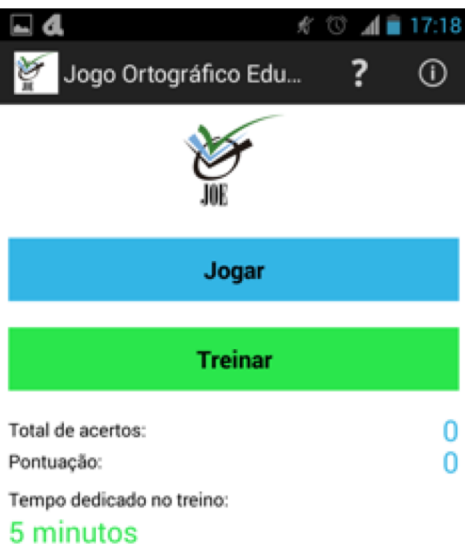 17:18
Jogo Ortográfico Edu... ?
JOE
Jogar
Treinar
Total de acertos: 0
Pontuação: 0
Tempo dedicado no treino:
5 minutos